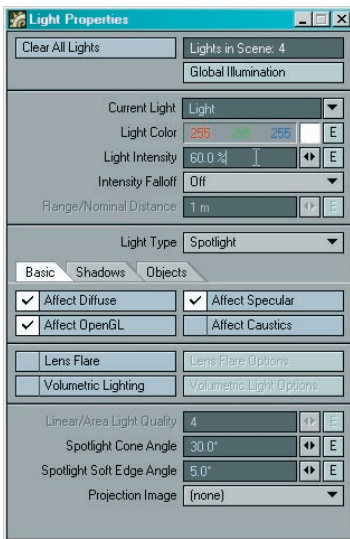 Light Properties
Clear All Lights Lights in Scene: 4
Global Illumination
Current Light Light
Light Color 255 255 255 E
Light Intensity 60.0 % E
Intensity Falloff Off
Range/Nominal Distance 1 m E
Light Type Spotlight
Basic Shadows Objects
Affect Diffuse Affect Specular
Affect OpenGL Affect Caustics
Lens Flare Lens Flare Options
Volumetric Lighting Volumetric Light Options
Linear/Area Light Quality 4 E
Spotlight Cone Angle 30.0° E
Spotlight Soft Edge Angle 5.0° E
Projection Image (none)